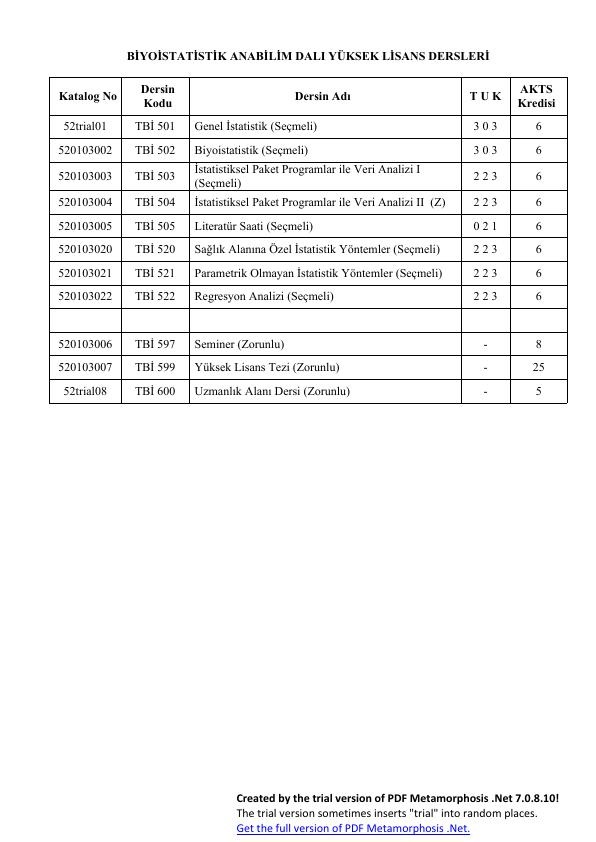 BİYOİSTATİSTİK ANABİLİM DALI YÜKSEK LİSANS DERSLERİ
Katalog No Dersin Kodu Dersin Adı T U K AKTS Kredisi
52trial01 TBİ 501 Genel İstatistik (Seçmeli) 3 0 3 6
520103002 TBİ 502 Biyoistatistik (Seçmeli) 3 0 3 6
520103003 TBİ 503 İstatistiksel Paket Programlar ile Veri Analizi I (Seçmeli) 2 2 3 6
520103004 TBİ 504 İstatistiksel Paket Programlar ile Veri Analizi II (Z) 2 2 3 6
520103005 TBİ 505 Literatür Saati (Seçmeli) 0 2 1 6
520103020 TBİ 520 Sağlık Alanına Özel İstatistik Yöntemler (Seçmeli) 2 2 3 6
520103021 TBİ 521 Parametrik Olmayan İstatistik Yöntemler (Seçmeli) 2 2 3 6
520103022 TBİ 522 Regresyon Analizi (Seçmeli) 2 2 3 6
520103006 TBİ 597 Seminer (Zorunlu) - 8
520103007 TBİ 599 Yüksek Lisans Tezi (Zorunlu) - 25
52trial08 TBİ 600 Uzmanlık Alanı Dersi (Zorunlu) - 5
Created by the trial version of PDF Metamorphosis .Net 7.0.8.10!
The trial version sometimes inserts "trial" into random places.
Get the full version of PDF Metamorphosis .Net.